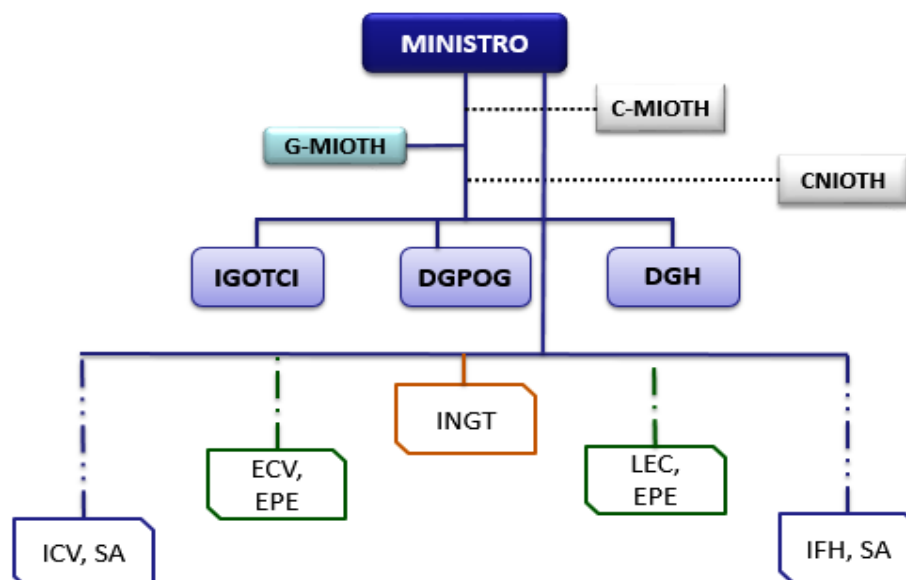 MINISTRO
C-MIOTH
G-MIOTH
CNIOTH
IGOTCI
DGPOG
DGH
INGT
ECV,
EPE
LEC,
EPE
ICV, SA
IFH, SA